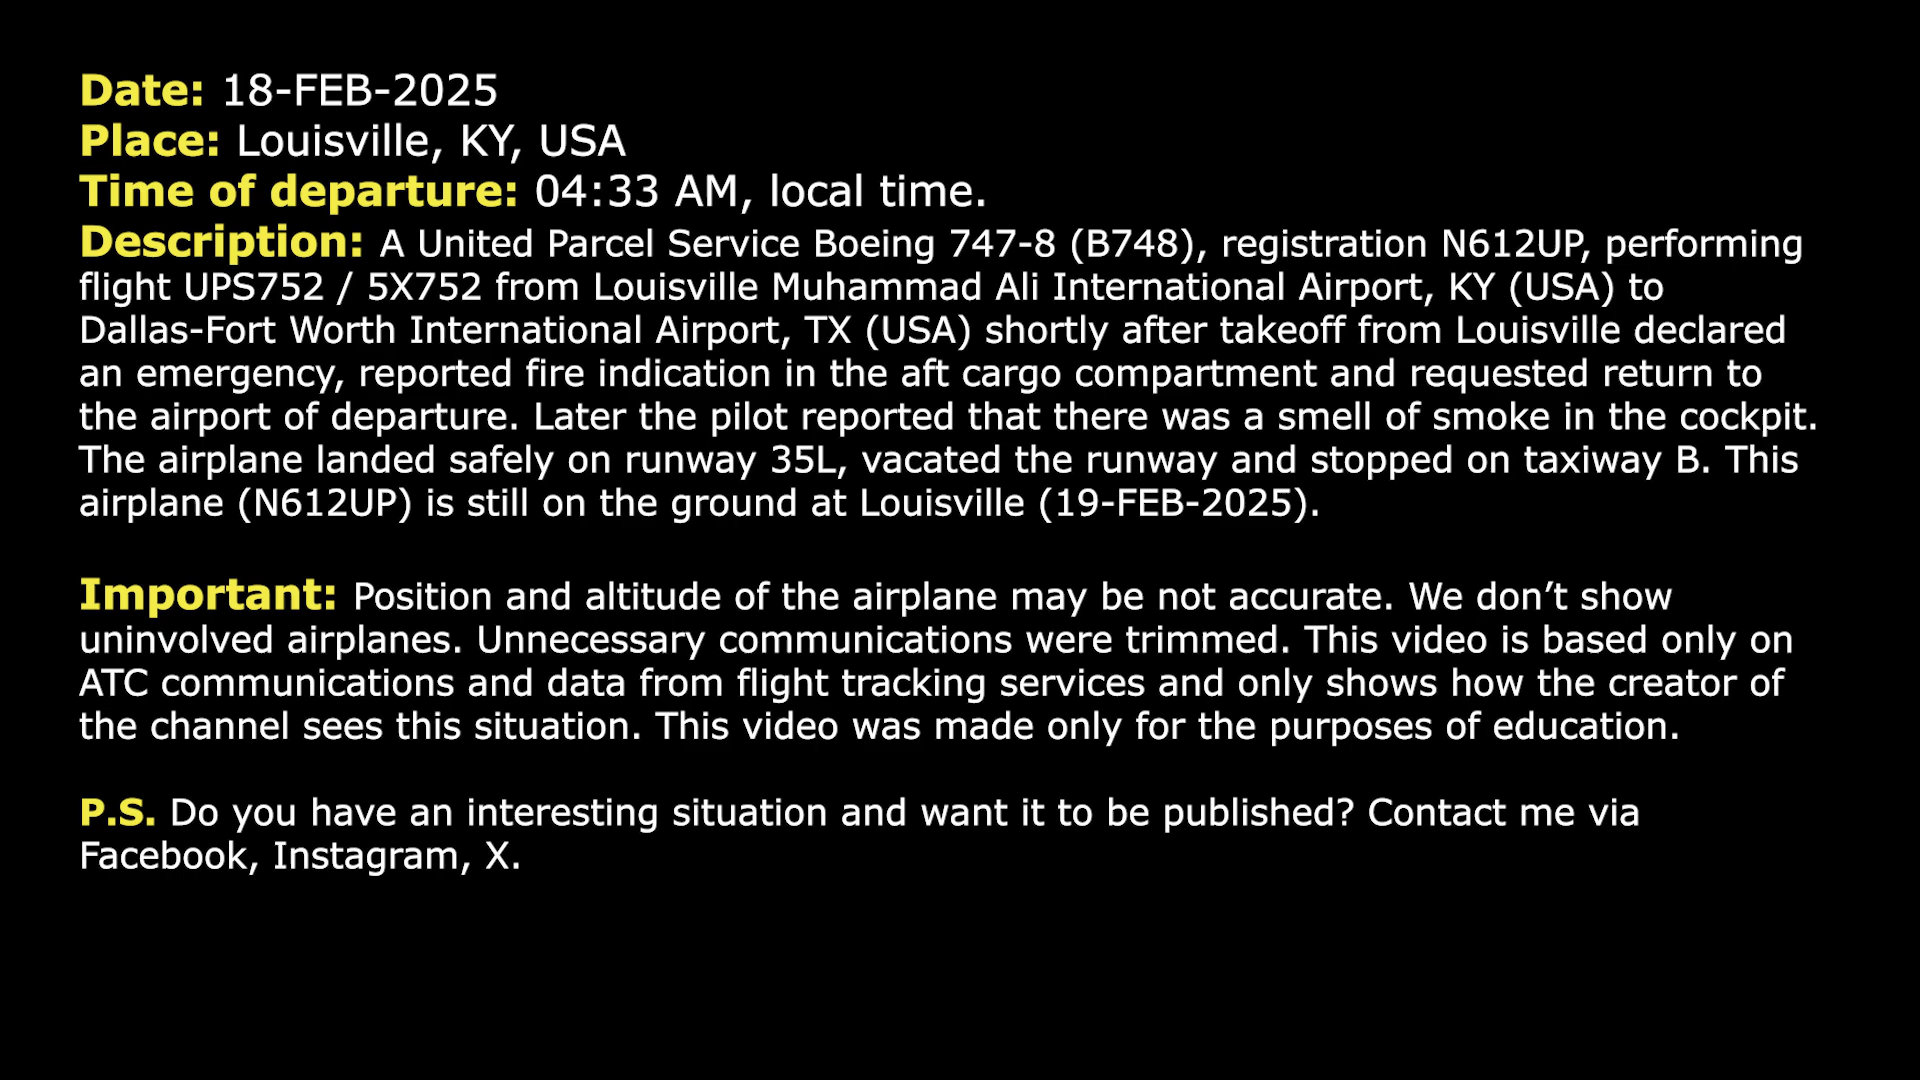 Date: 18-FEB-2025
Place: Louisville, KY, USA
Time of departure: 04:33 AM, local time.
Description: A United Parcel Service Boeing 747-8 (B748), registration N612UP, performing
flight UPS752 / 5X752 from Louisville Muhammad Ali International Airport, KY (USA) to
Dallas-Fort Worth International Airport, TX (USA) shortly after takeoff from Louisville declared
an emergency, reported fire indication in the aft cargo compartment and requested return to
the airport of departure. Later the pilot reported that there was a smell of smoke in the cockpit.
The airplane landed safely on runway 35L, vacated the runway and stopped on taxiway B. This
airplane (N612UP) is still on the ground at Louisville (19-FEB-2025).
Important: Position and altitude of the airplane may be not accurate. We don’t show
uninvolved airplanes. Unnecessary communications were trimmed. This video is based only on
ATC communications and data from flight tracking services and only shows how the creator of
the channel sees this situation. This video was made only for the purposes of education.
P.S. Do you have an interesting situation and want it to be published? Contact me via
Facebook, Instagram, X.